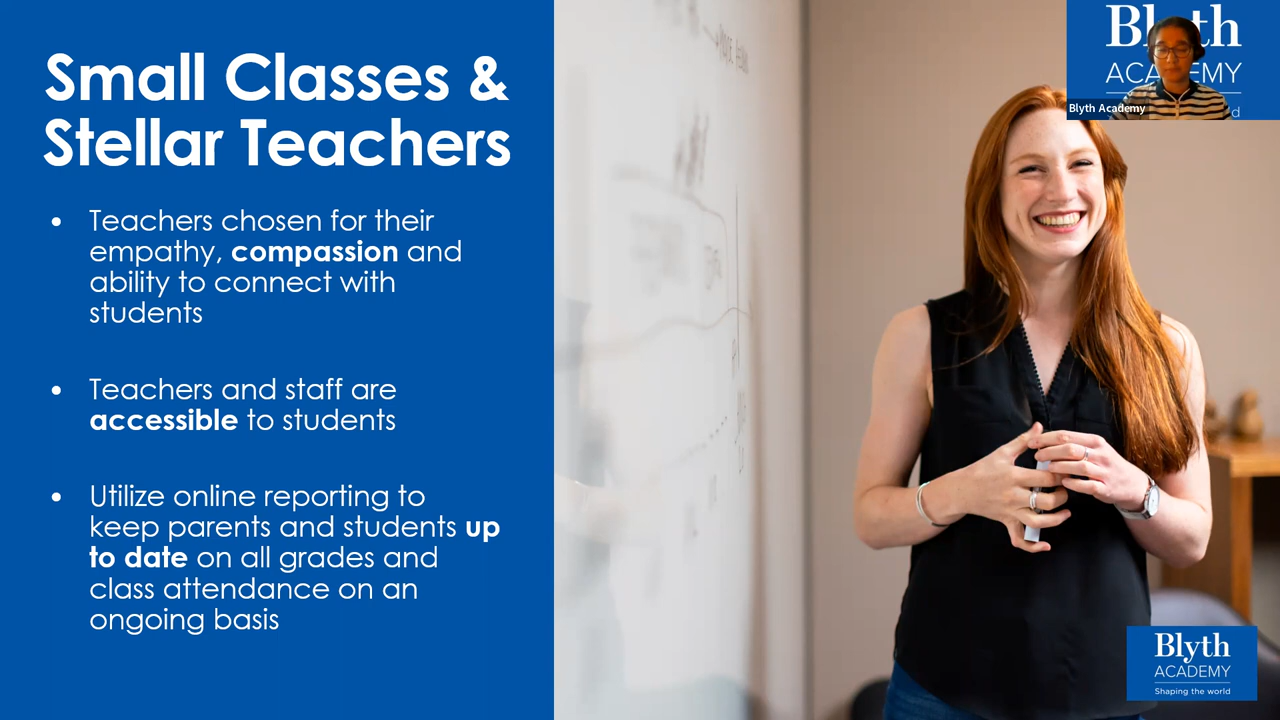 Small Classes &
Stellar Teachers
• Teachers chosen for their
empathy, compassion and
ability to connect with
students
• Teachers and staff are
accessible to students
• Utilize online reporting to
keep parents and students up
to date on all grades and
class attendance on an
ongoing basis
Blyth Academy
Blyth
ACADEMY
Shaping the world